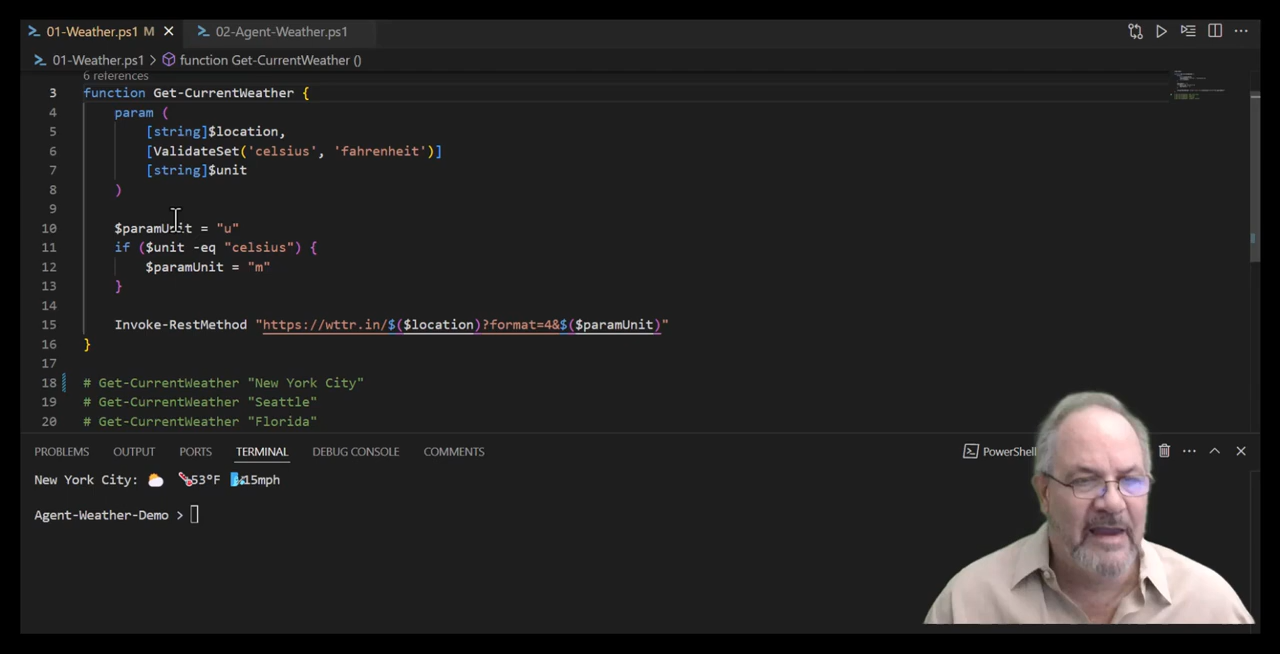 01-Weather.ps1 M
02-Agent-Weather.ps1
01-Weather.ps1 > function Get-CurrentWeather ()
6 references
3 function Get-CurrentWeather {
4 param (
5 [string]$location,
6 [ValidateSet('celsius', 'fahrenheit')]
7 [string]$unit
8 )
9
10 $paramUnit = "u"
11 if ($unit -eq "celsius") {
12 $paramUnit = "m"
13 }
14
15 Invoke-RestMethod "https://wttr.in/$($location)?format=4&$($paramUnit)"
16 }
17
18 # Get-CurrentWeather "New York City"
19 # Get-CurrentWeather "Seattle"
20 # Get-CurrentWeather "Florida"
PROBLEMS OUTPUT PORTS TERMINAL DEBUG CONSOLE COMMENTS
New York City: 53°F 15mph
Agent-Weather-Demo >